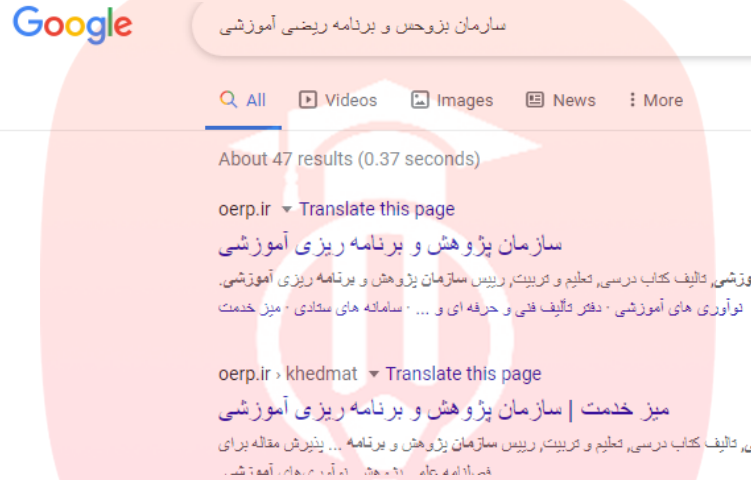 Google
سارمان بزوحس و برنامه ریضی آموزشی
All Videos Images News More
About 47 results (0.37 seconds)
oerp.ir Translate this page
سازمان پژوهش و برنامه ریزی آموزشی
تالیف کتاب درسی, تعلیم و تربیت, رییس سازمان پژوهش و برنامه ریزی آموزشی.
نوآوری های آموزشی · دفتر تألیف فنی و حرفه ای و ... · سامانه های ستادی · میز خدمت
oerp.ir › khedmat Translate this page
میز خدمت | سازمان پژوهش و برنامه ریزی آموزشی
تالیف کتاب درسی, تعلیم و تربیت, رییس سازمان پژوهش و برنامه ... پذیرش مقاله برای